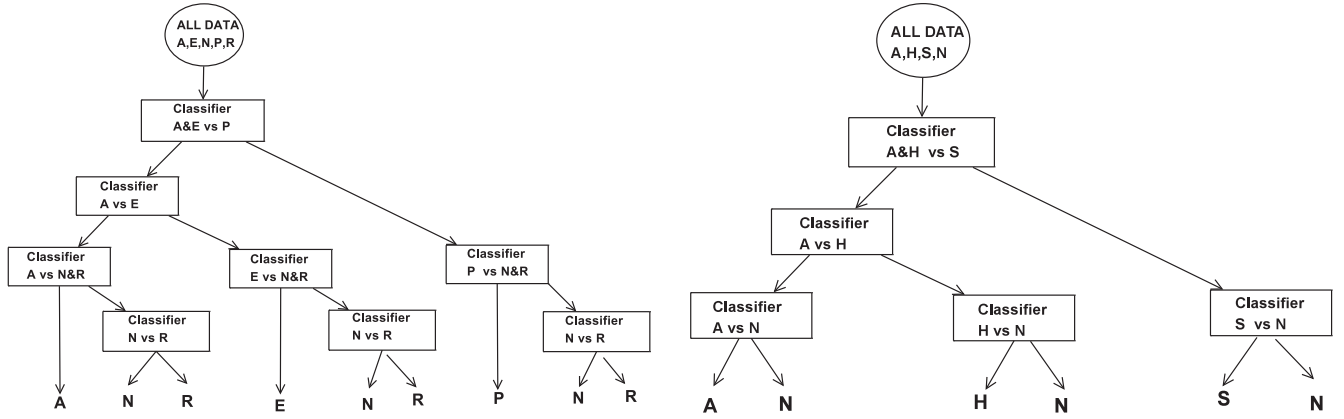 ALL DATA
A,E,N,P,R
Classifier
A&E vs P
Classifier
A vs E
Classifier
A vs N&R
Classifier
E vs N&R
Classifier
P vs N&R
Classifier
N vs R
Classifier
N vs R
Classifier
N vs R
A
N
R
E
N
R
P
N
R
ALL DATA
A,H,S,N
Classifier
A&H vs S
Classifier
A vs H
Classifier
A vs N
Classifier
H vs N
Classifier
S vs N
A
N
H
N
S
N